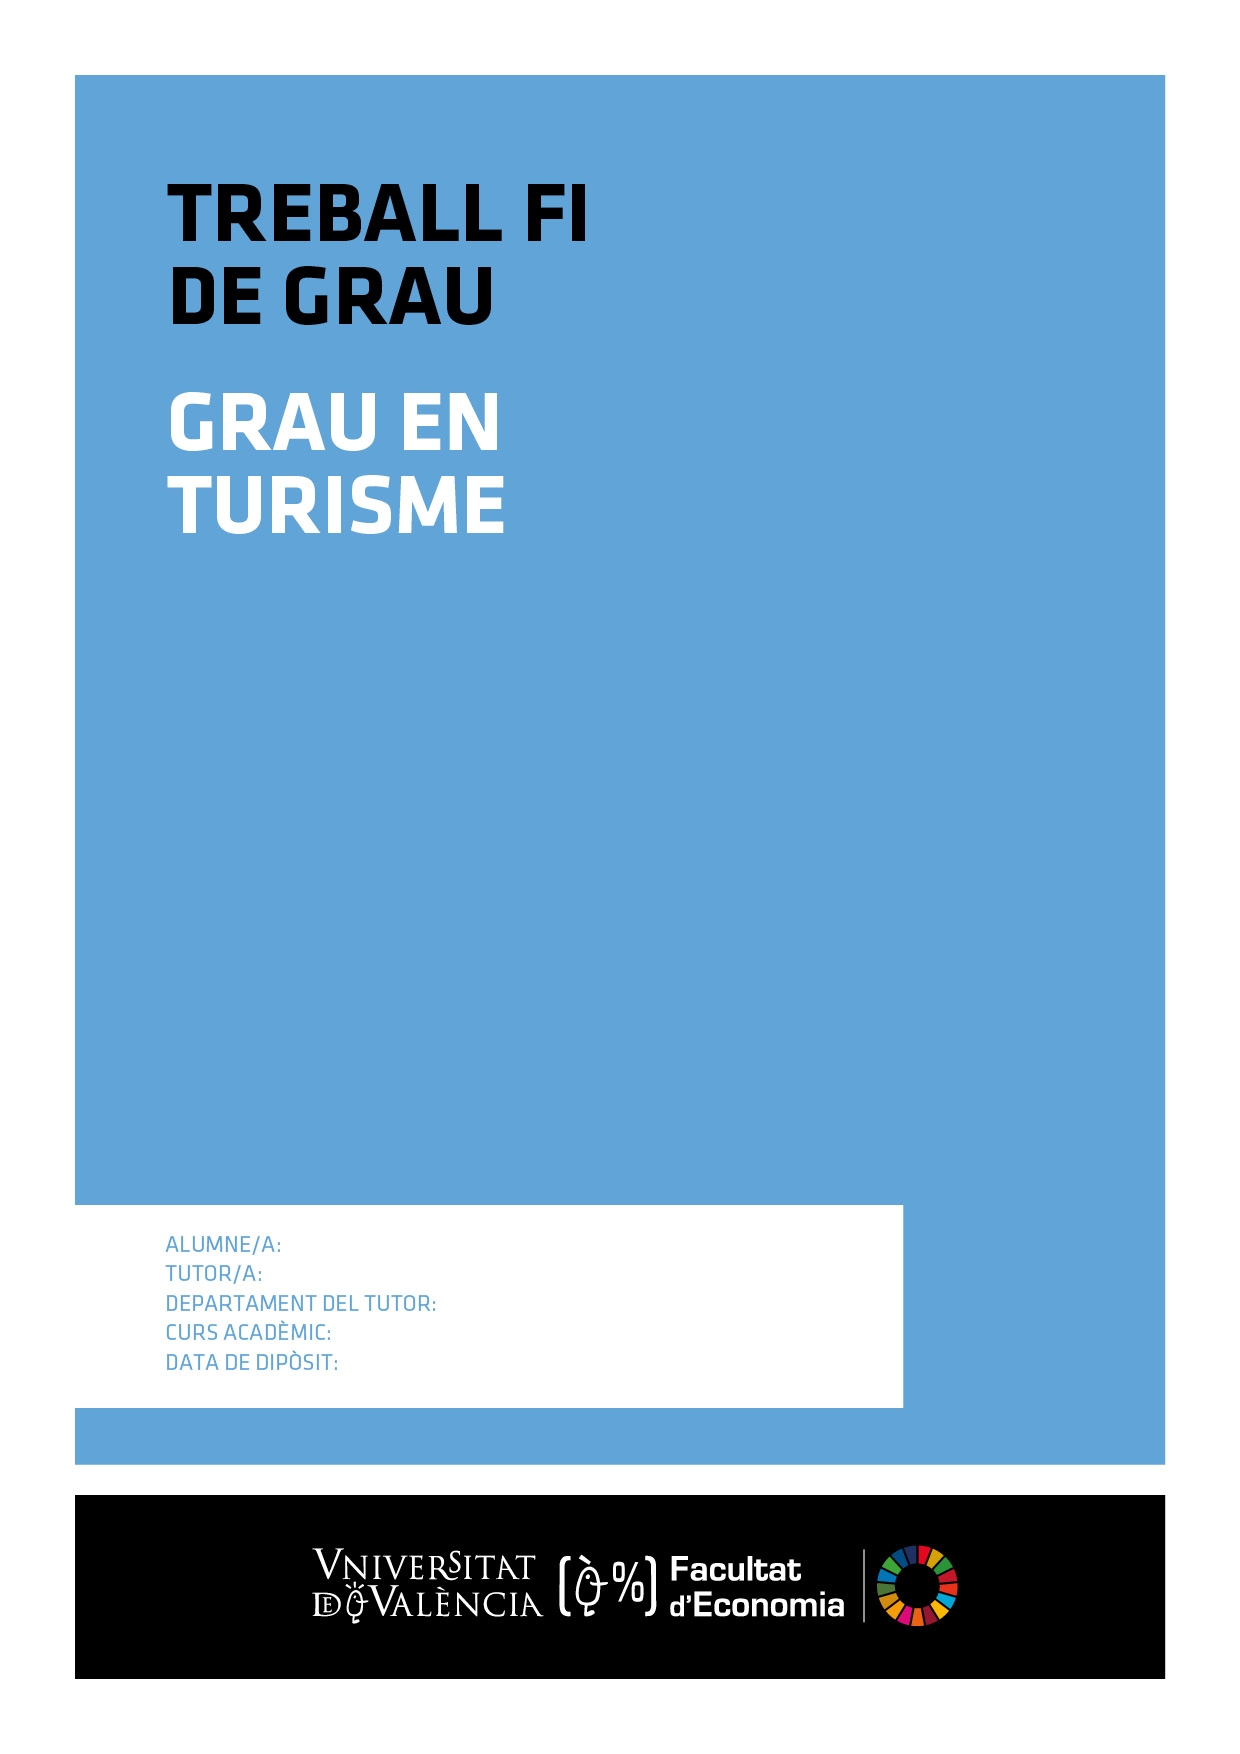 TREBALL FI
DE GRAU
GRAU EN
TURISME
ALUMNE/A:
TUTOR/A:
DEPARTAMENT DEL TUTOR:
CURS ACADÈMIC:
DATA DE DIPÒSIT:
VNIVERSITAT
DE VALÈNCIA
[%] Facultat
d'Economia